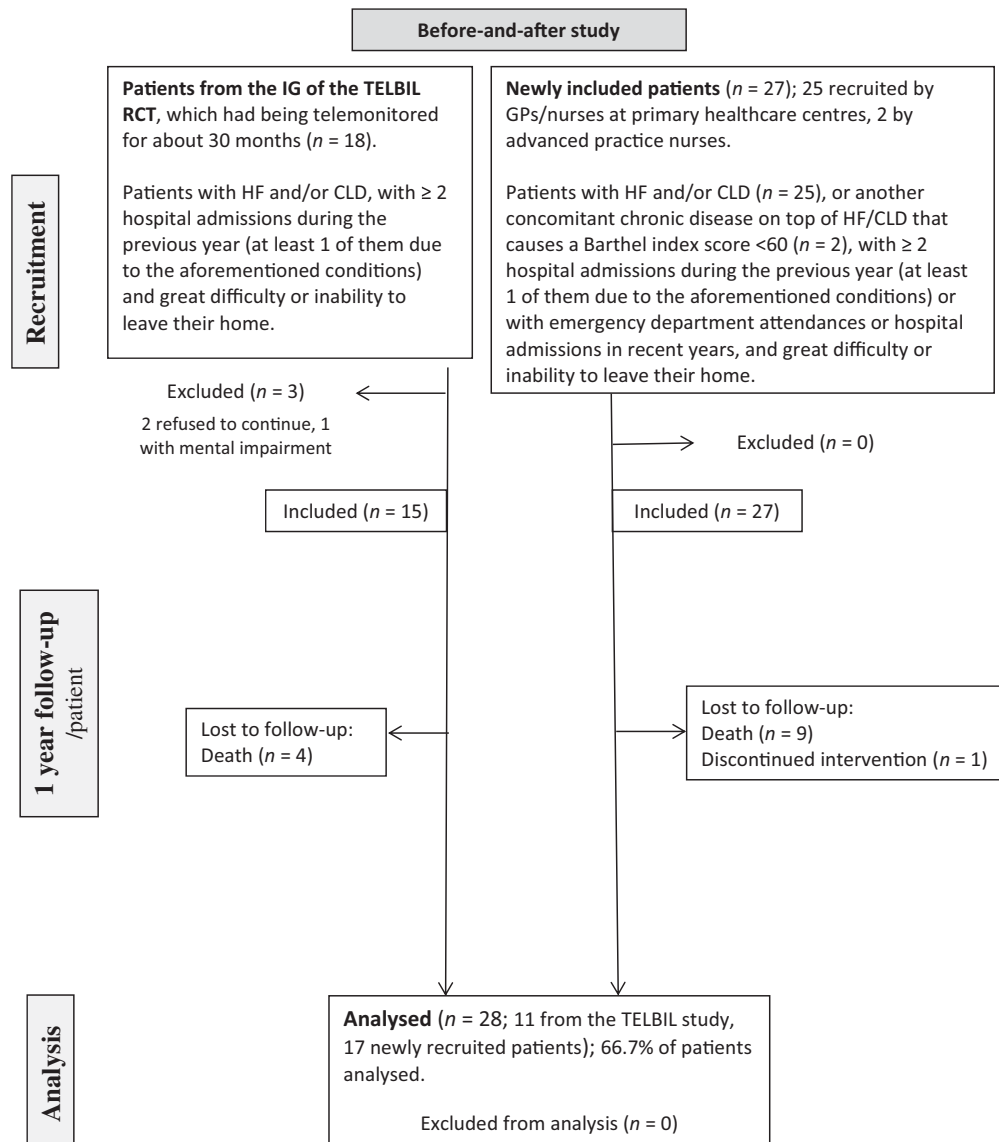 Before-and-after study
Recruitment
Patients from the IG of the TELBIL
RCT, which had being telemonitored
for about 30 months (n = 18).
Patients with HF and/or CLD, with ≥ 2
hospital admissions during the
previous year (at least 1 of them due
to the aforementioned conditions)
and great difficulty or inability to
leave their home.
Newly included patients (n = 27); 25 recruited by
GPs/nurses at primary healthcare centres, 2 by
advanced practice nurses.
Patients with HF and/or CLD (n = 25), or another
concomitant chronic disease on top of HF/CLD that
causes a Barthel index score <60 (n = 2), with ≥ 2
hospital admissions during the previous year (at least
1 of them due to the aforementioned conditions) or
with emergency department attendances or hospital
admissions in recent years, and great difficulty or
inability to leave their home.
Excluded (n = 3)
2 refused to continue, 1
with mental impairment
Excluded (n = 0)
Included (n = 15)
Included (n = 27)
1 year follow-up
/patient
Lost to follow-up:
Death (n = 4)
Lost to follow-up:
Death (n = 9)
Discontinued intervention (n = 1)
Analysis
Analysed (n = 28; 11 from the TELBIL study,
17 newly recruited patients); 66.7% of patients
analysed.
Excluded from analysis (n = 0)